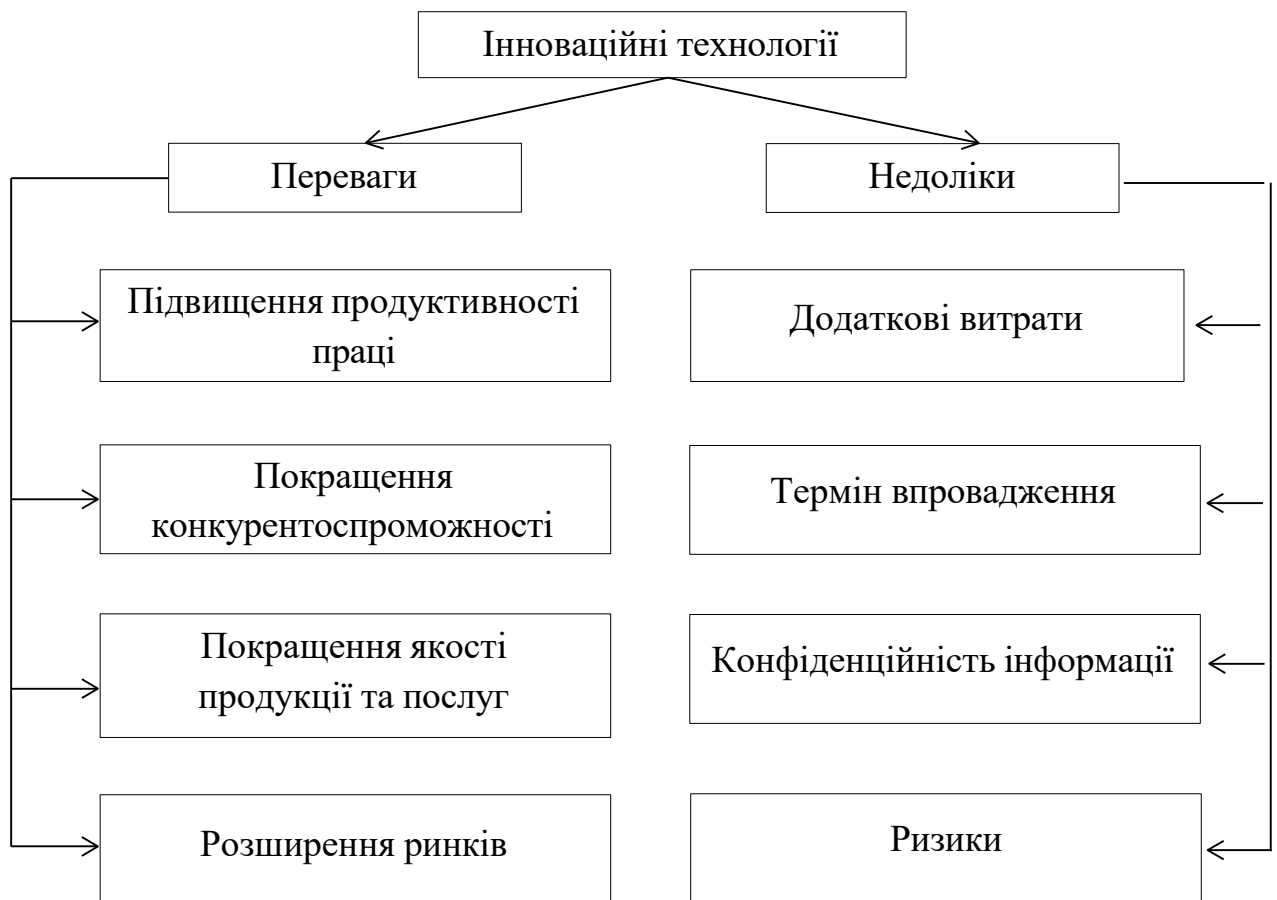 Інноваційні технології
Переваги
Недоліки
Підвищення продуктивності
праці
Додаткові витрати
Покращення
конкурентоспроможності
Термін впровадження
Покращення якості
продукції та послуг
Конфіденційність інформації
Розширення ринків
Ризики